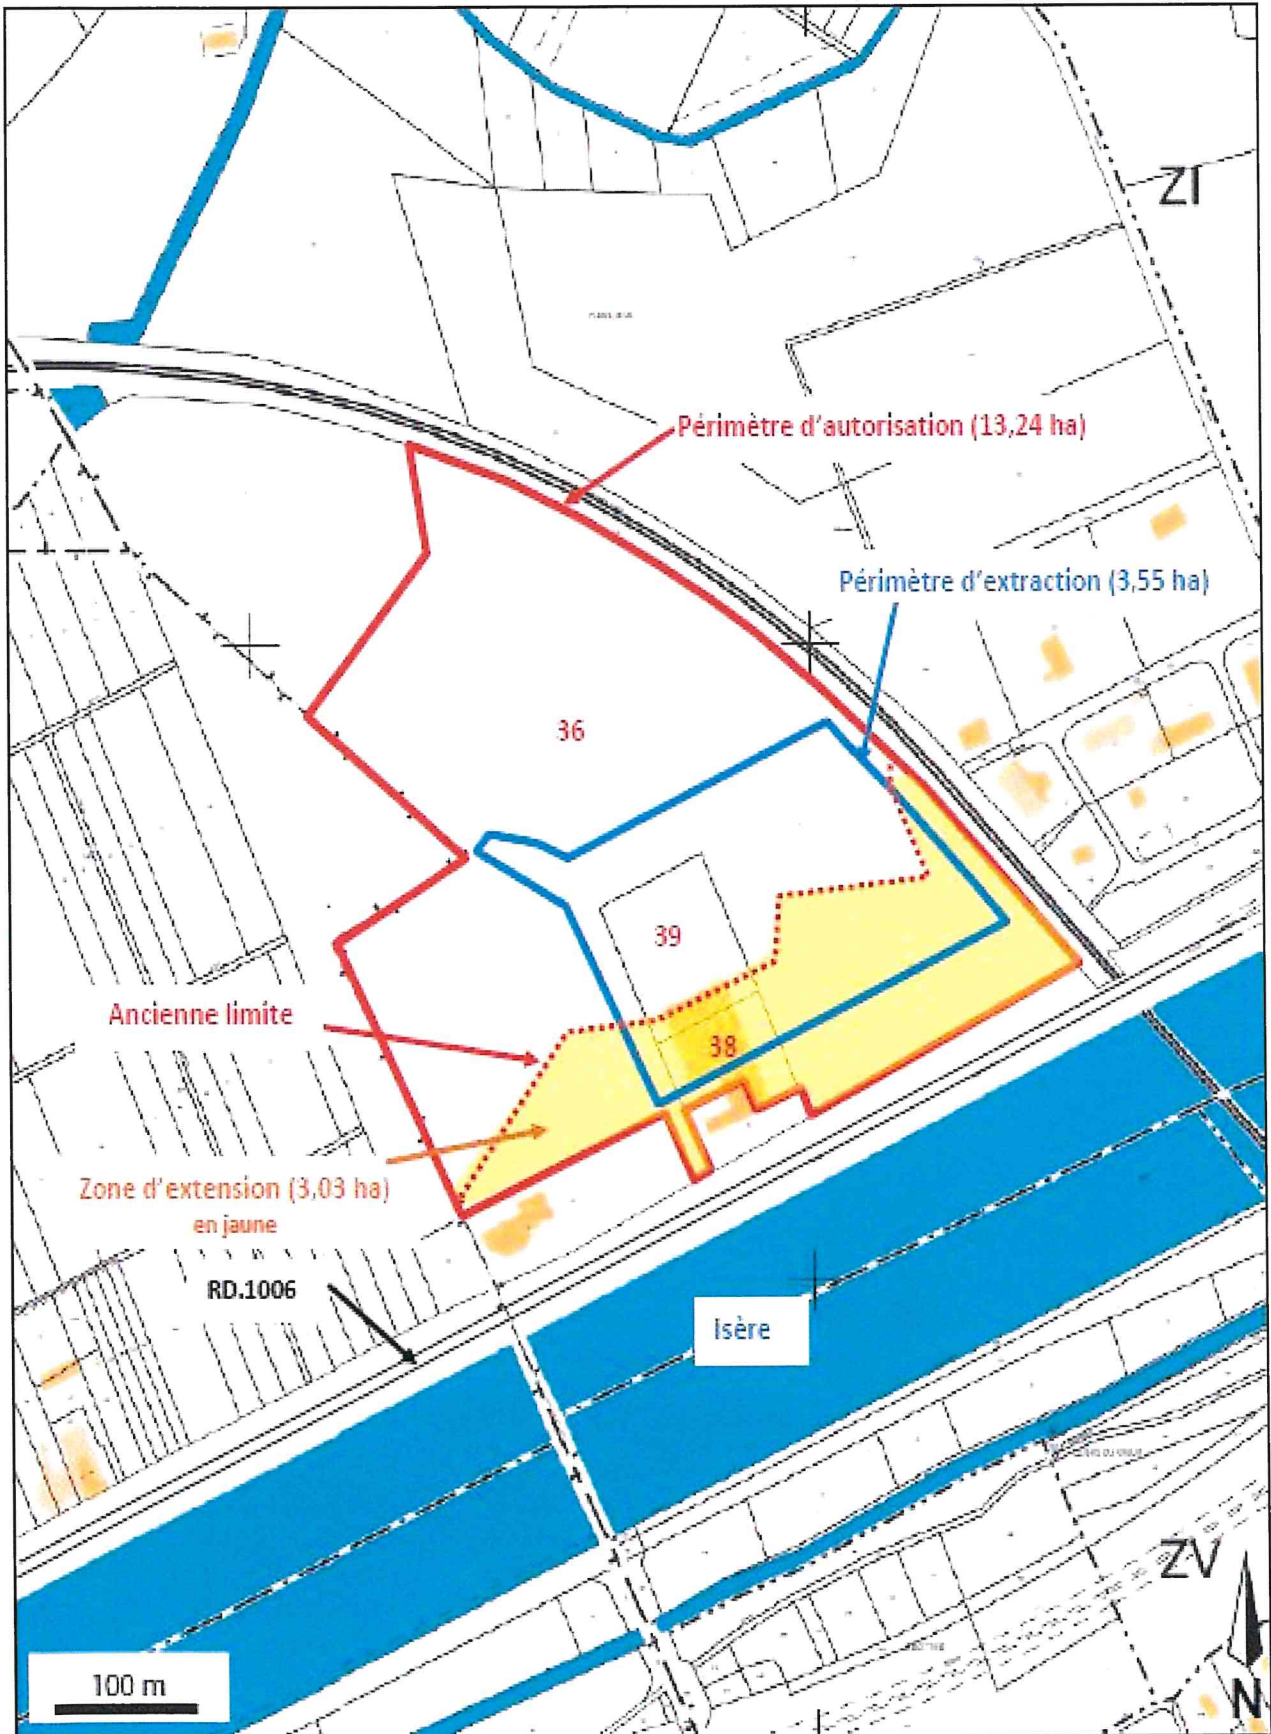 ZI
Périmètre d'autorisation (13,24 ha)
Périmètre d'extraction (3,55 ha)
36
39
Ancienne limite
38
Zone d'extension (3,03 ha)
en jaune
RD.1006
Isère
ZV
100 m
N